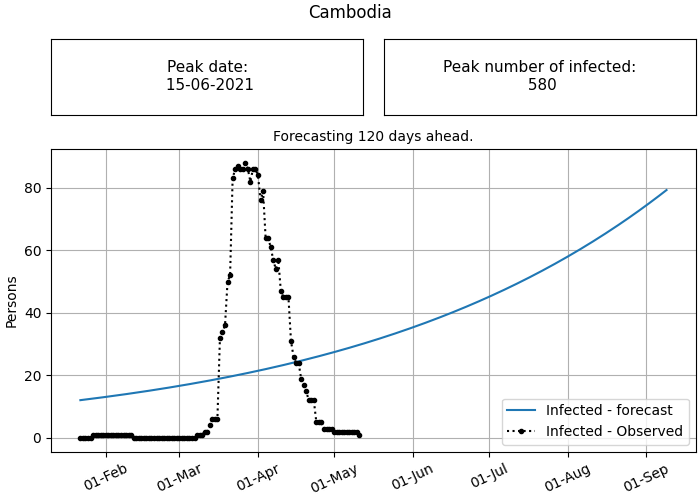 Cambodia
Peak date:
15-06-2021
Peak number of infected:
580
Forecasting 120 days ahead.
Persons
80
60
40
20
0
Infected - forecast
Infected - Observed
01-Feb
01-Mar
01-Apr
01-May
01-Jun
01-Jul
01-Aug
01-Sep